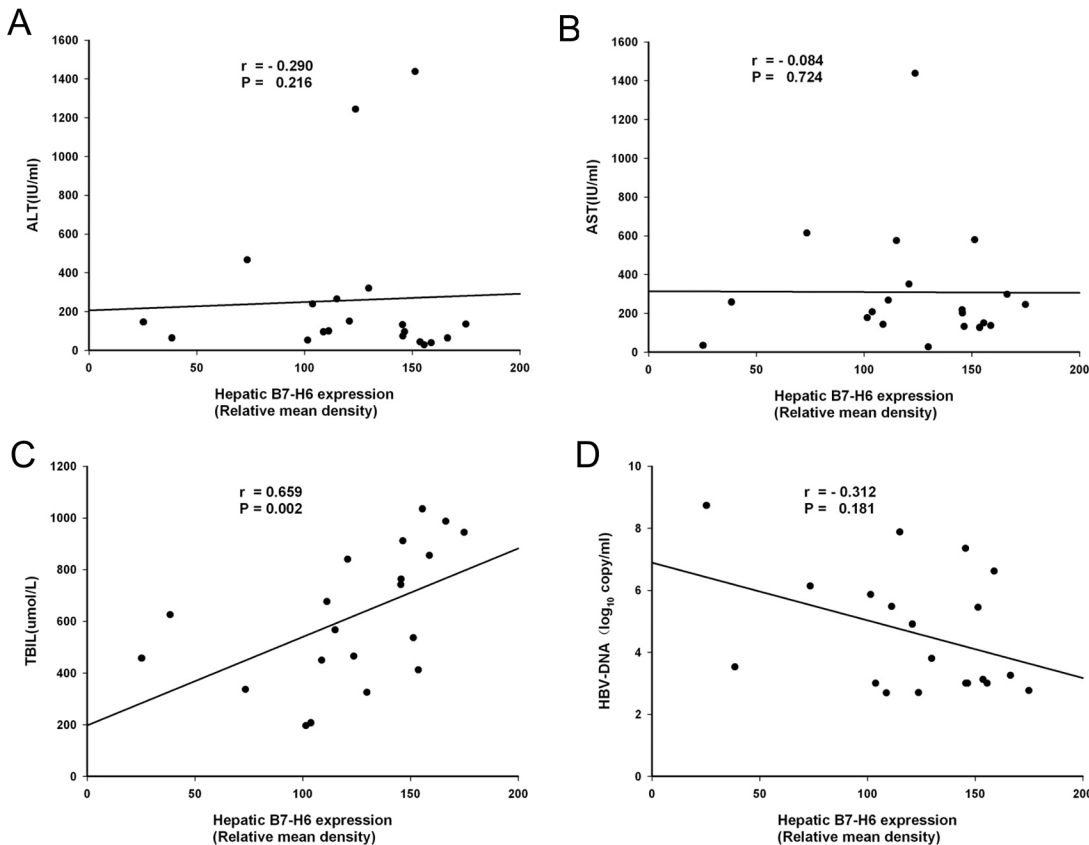 A
1600
1400
1200
1000
800
600
400
200
0
0 50 100 150 200
ALT(IU/ml)
r = - 0.290
P = 0.216
Hepatic B7-H6 expression
(Relative mean density)
B
1600
1400
1200
1000
800
600
400
200
0
0 50 100 150 200
AST(IU/ml)
r = - 0.084
P = 0.724
Hepatic B7-H6 expression
(Relative mean density)
C
1200
1000
800
600
400
200
0
0 50 100 150 200
TBIL(umol/L)
r = 0.659
P = 0.002
Hepatic B7-H6 expression
(Relative mean density)
D
10
8
6
4
2
0
0 50 100 150 200
HBV-DNA（log₁₀ copy/ml)
r = - 0.312
P = 0.181
Hepatic B7-H6 expression
(Relative mean density)